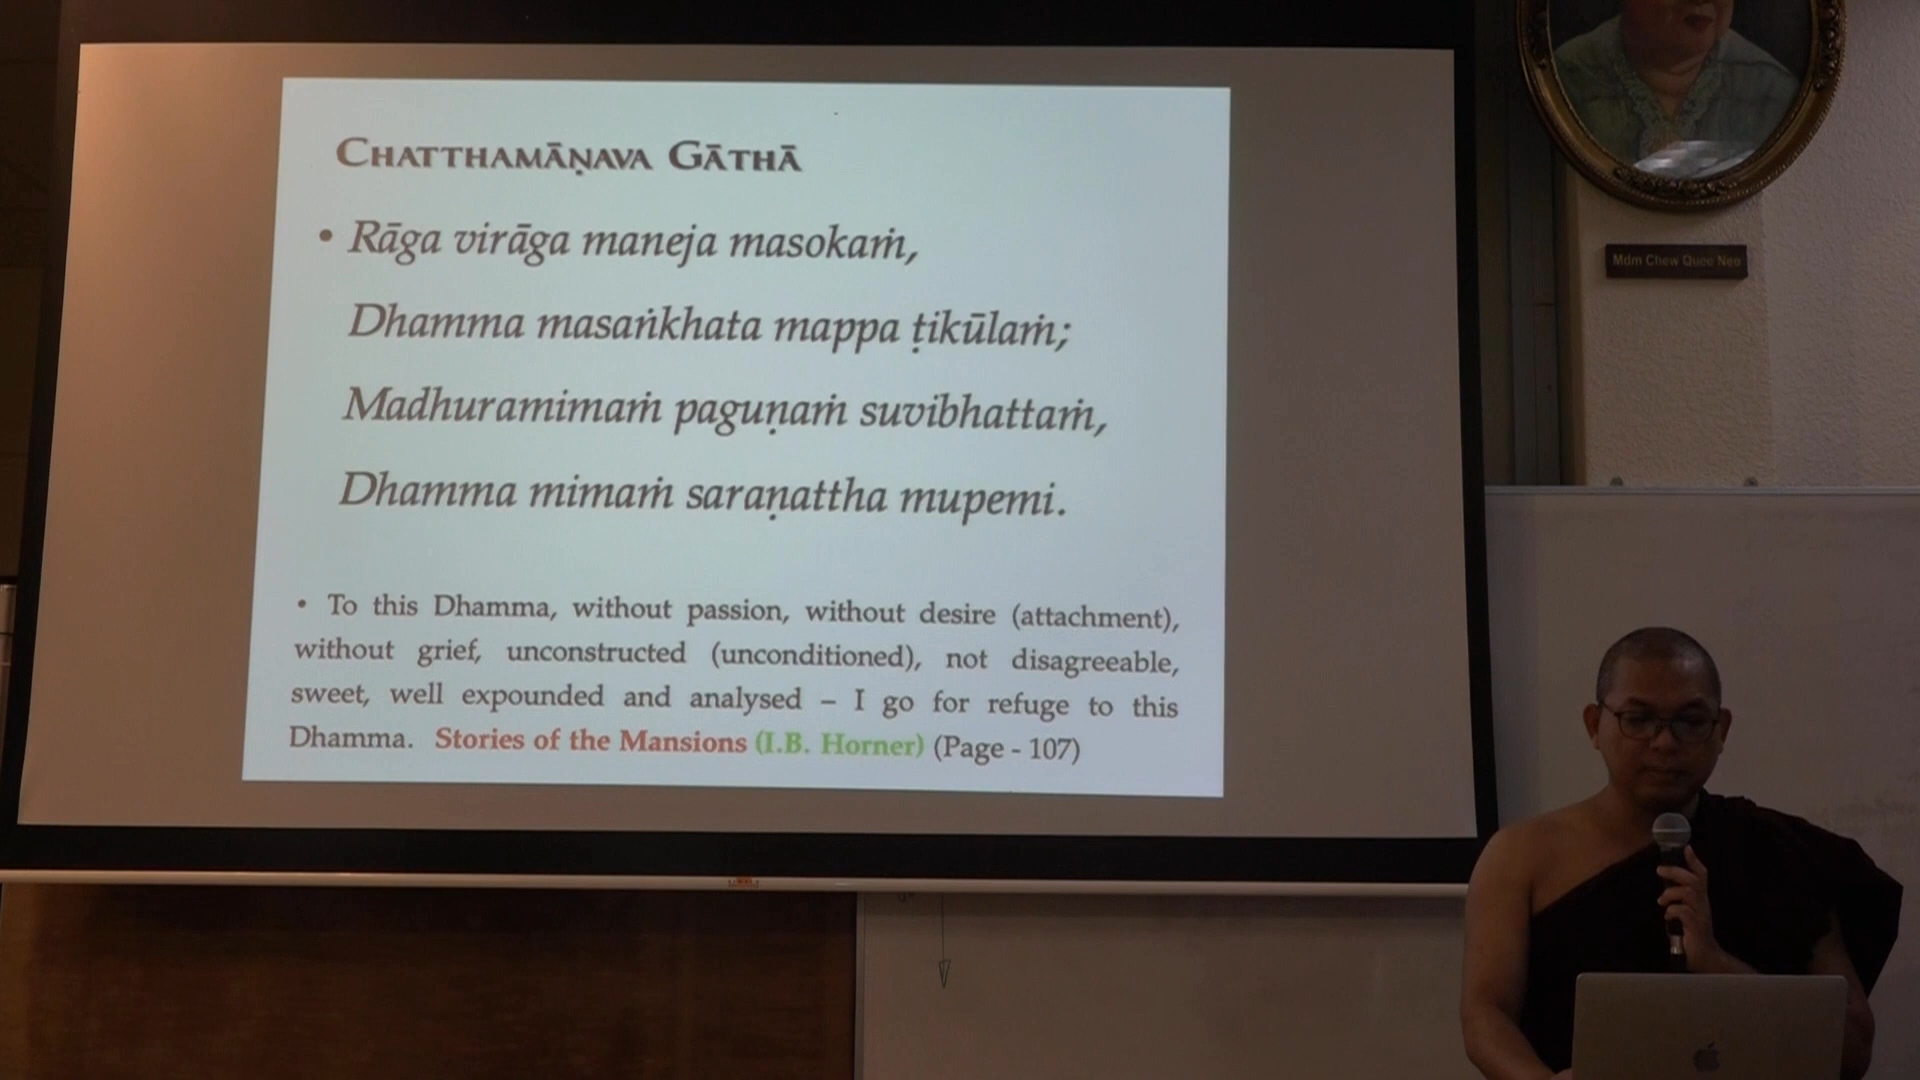 CHATTHAMĀṆAVA GĀTHĀ
• Rāga virāga maneja masokaṁ,
Dhamma masaṅkhata mappa ṭikūlaṁ;
Madhuramimaṁ paguṇaṁ suvibhattaṁ,
Dhamma mimaṁ saraṇattha mupemi.
• To this Dhamma, without passion, without desire (attachment),
without grief, unconstructed (unconditioned), not disagreeable,
sweet, well expounded and analysed – I go for refuge to this
Dhamma. Stories of the Mansions (I.B. Horner) (Page - 107)
Mdm Chew Quee Neo